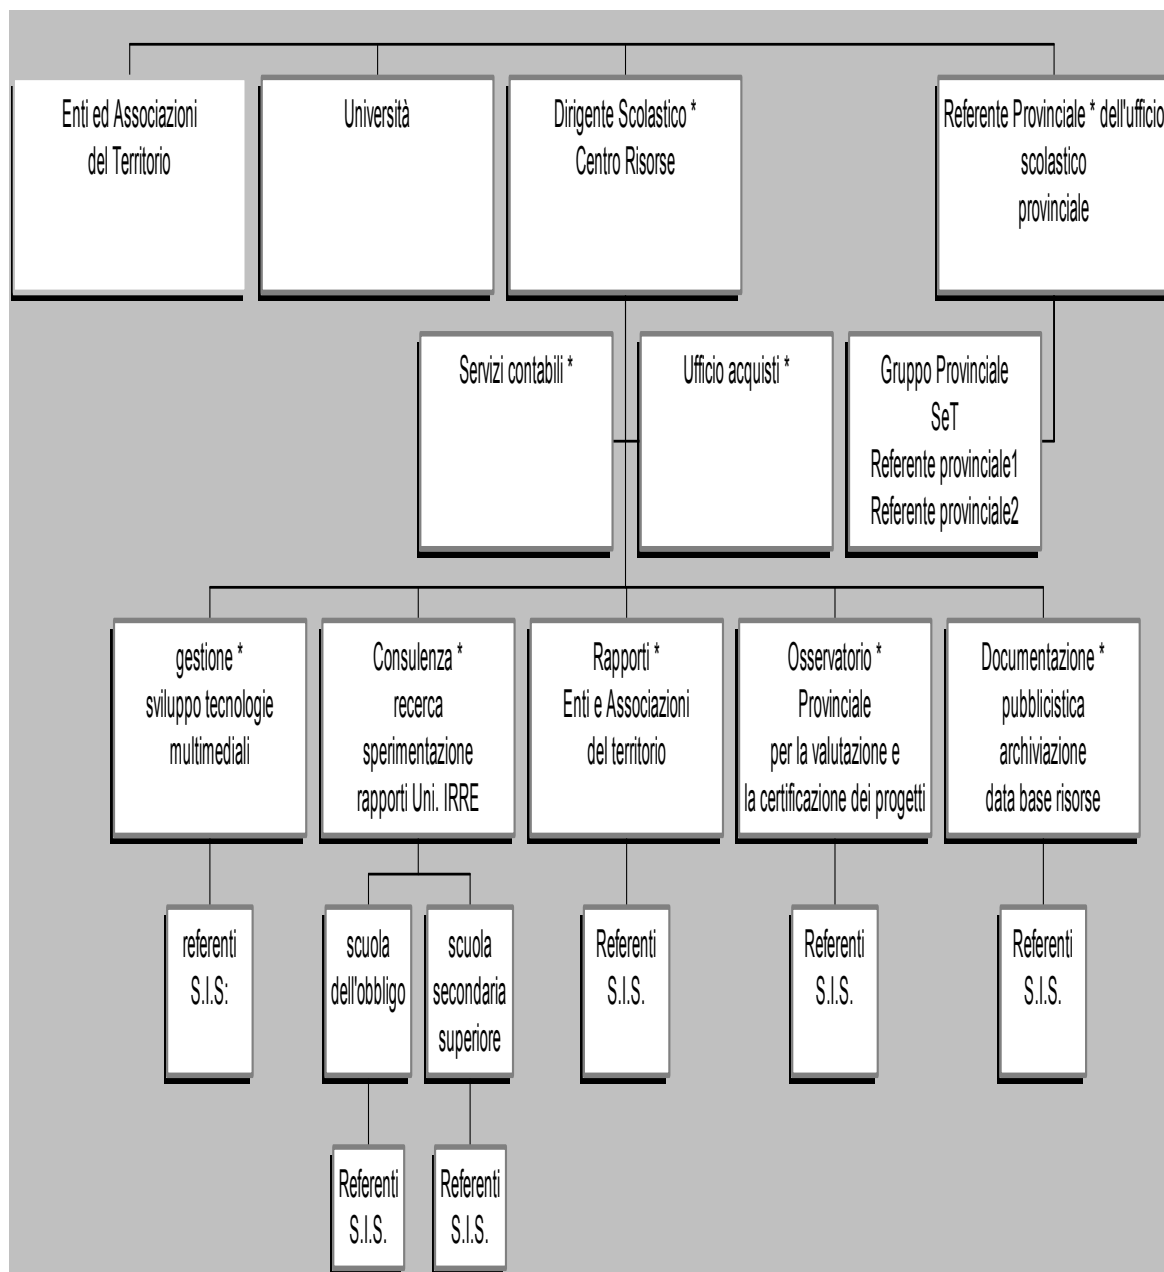 Enti ed Associazioni
del Territorio
Università
Dirigente Scolastico *
Centro Risorse
Referente Provinciale * dell'ufficio
scolastico
provinciale
Servizi contabili *
Ufficio acquisti *
Gruppo Provinciale
SeT
Referente provinciale1
Referente provinciale2
gestione *
sviluppo tecnologie
multimediali
Consulenza *
recerca
sperimentazione
rapporti Uni. IRRE
Rapporti *
Enti e Associazioni
del territorio
Osservatorio *
Provinciale
per la valutazione e
la certificazione dei progetti
Documentazione *
pubblicistica
archiviazione
data base risorse
referenti
S.I.S:
scuola
dell'obbligo
scuola
secondaria
superiore
Referenti
S.I.S.
Referenti
S.I.S.
Referenti
S.I.S.
Referenti
S.I.S.
Referenti
S.I.S.